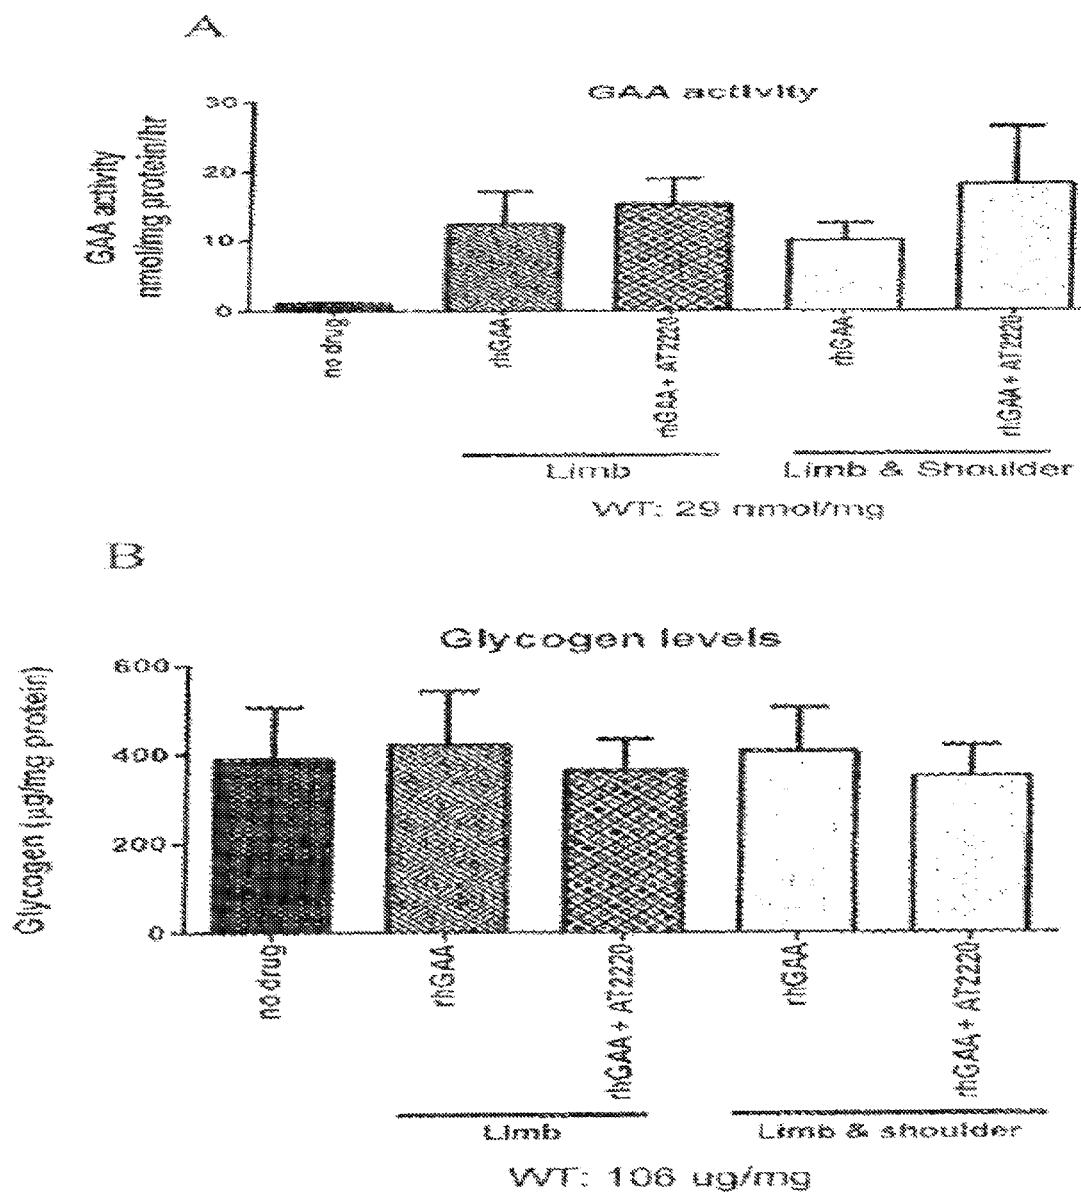 A
GAA activity
GAA activity
nmol/mg protein/hr
30
20
10
0
no drug
rhGAA
rhGAA + AT2220
rhGAA
rhGAA + AT2220
Limb
Limb & Shoulder
WT: 29 nmol/mg
B
Glycogen levels
Glycogen (µg/mg protein)
600
400
200
0
no drug
rhGAA
rhGAA + AT2220
rhGAA
rhGAA + AT2220
Limb
Limb & shoulder
WT: 106 ug/mg